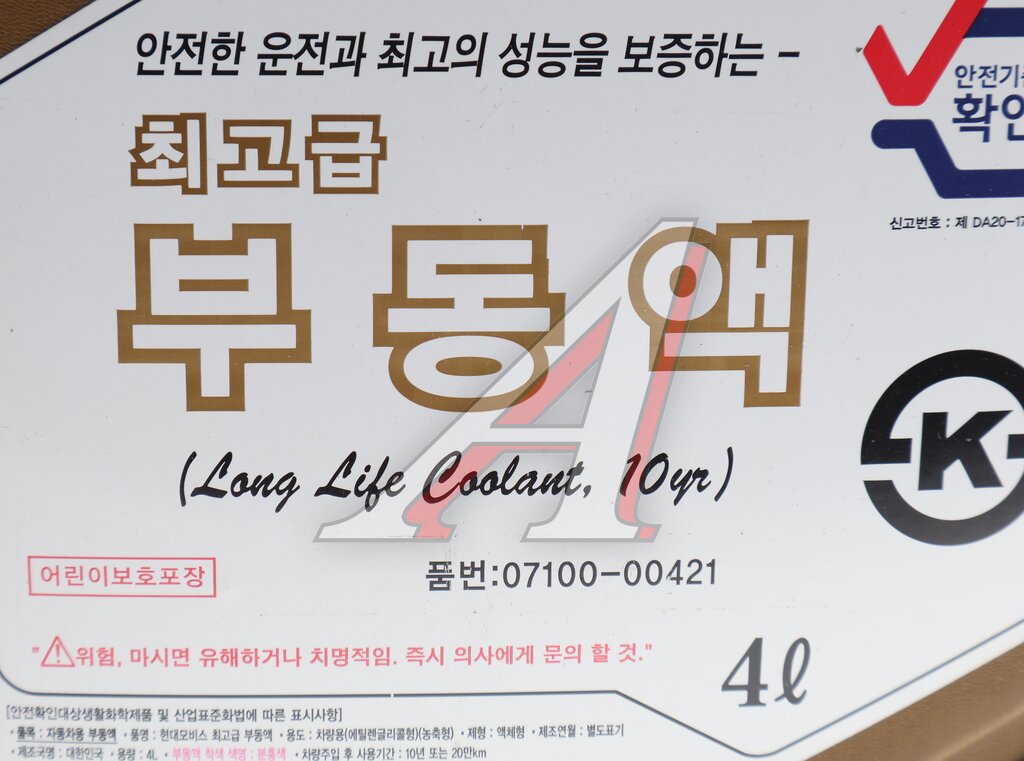 안전한 운전과 최고의 성능을 보증하는 -
최고급
부동액
(Long Life Coolant, 10yr)
안전기
확인
신고번호 : 제 DA20-17
K
어린이보호포장
품번:07100-00421
"⚠위험, 마시면 유해하거나 치명적임. 즉시 의사에게 문의 할 것."
4ℓ
[안전확인대상생활화학제품 및 산업표준화법에 따른 표시사항]
• 품목 : 자동차용 부동액 • 품명 : 현대모비스 최고급 부동액 • 용도 : 차량용(에틸렌글리콜형)(농축형) • 제형 : 액체형 • 제조연월 : 별도표기
• 제조국명 : 대한민국 • 용량 : 4L • 부동액 착색 색명 : 분홍색 • 차량주입 후 사용기간 : 10년 또는 20만km